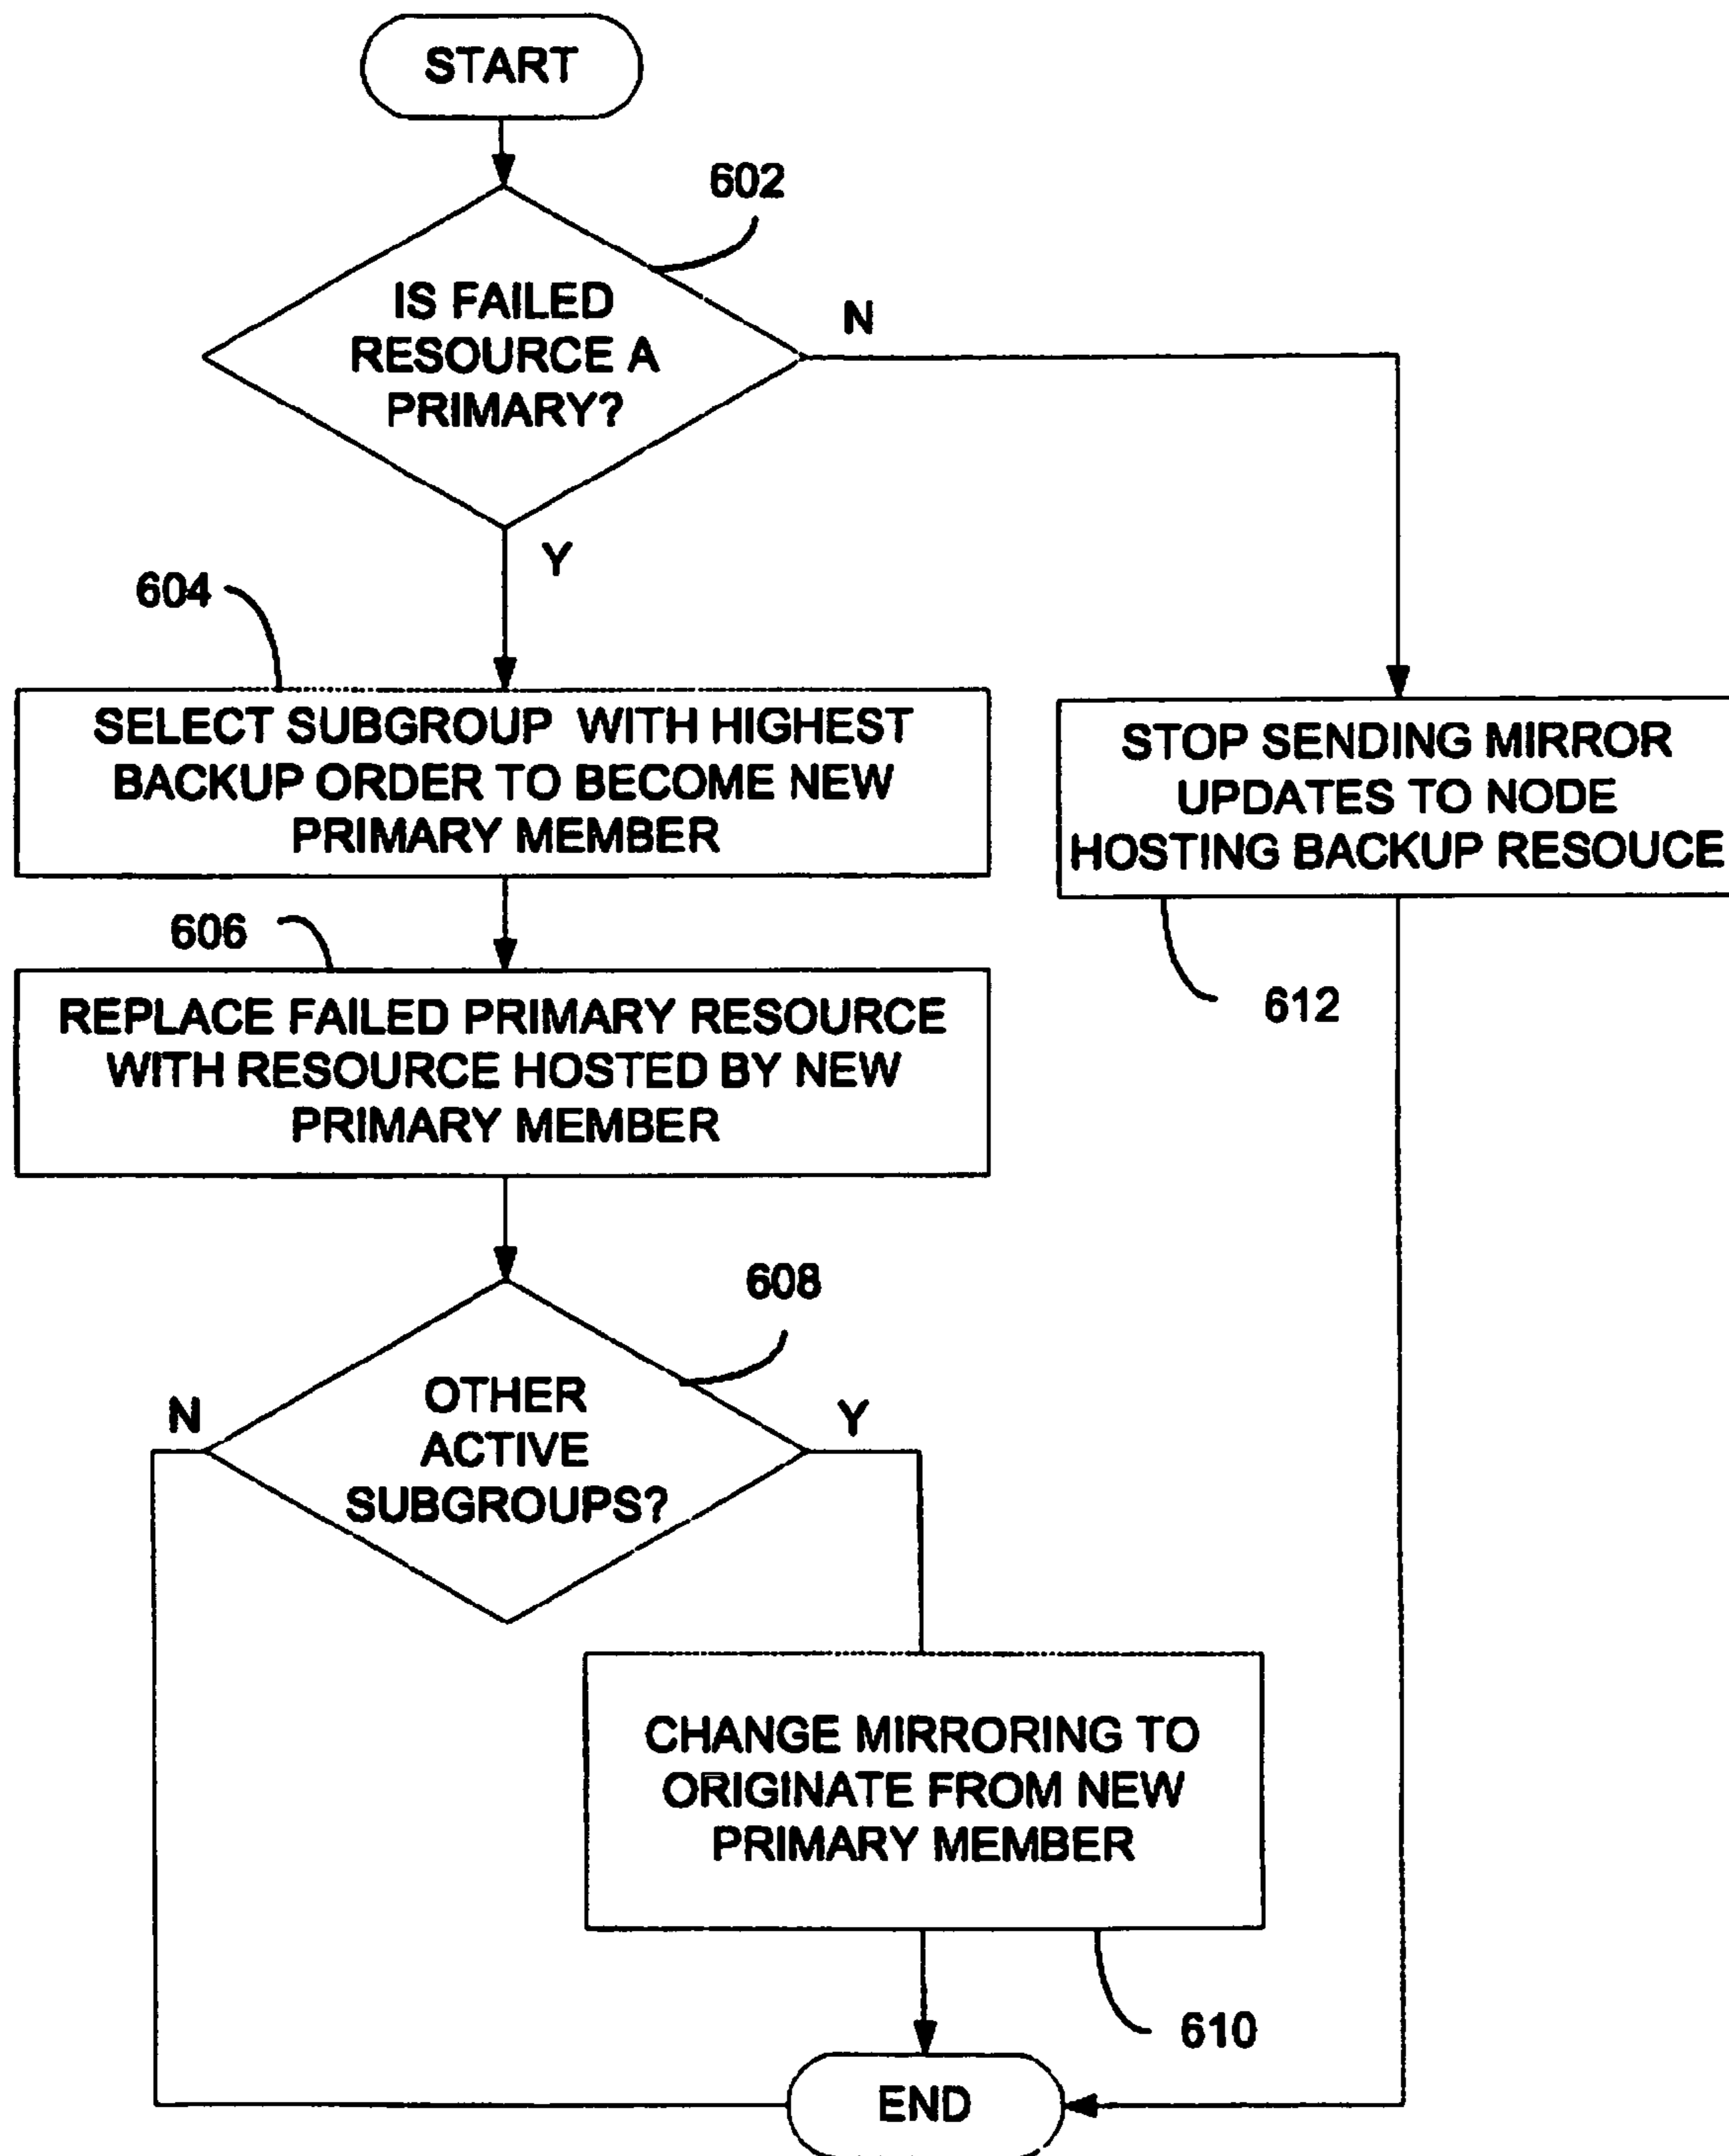 START
602
IS FAILED
RESOURCE A
PRIMARY?
N
Y
604
SELECT SUBGROUP WITH HIGHEST
BACKUP ORDER TO BECOME NEW
PRIMARY MEMBER
STOP SENDING MIRROR
UPDATES TO NODE
HOSTING BACKUP RESOUCE
612
606
REPLACE FAILED PRIMARY RESOURCE
WITH RESOURCE HOSTED BY NEW
PRIMARY MEMBER
608
OTHER
ACTIVE
SUBGROUPS?
N
Y
CHANGE MIRRORING TO
ORIGINATE FROM NEW
PRIMARY MEMBER
610
END